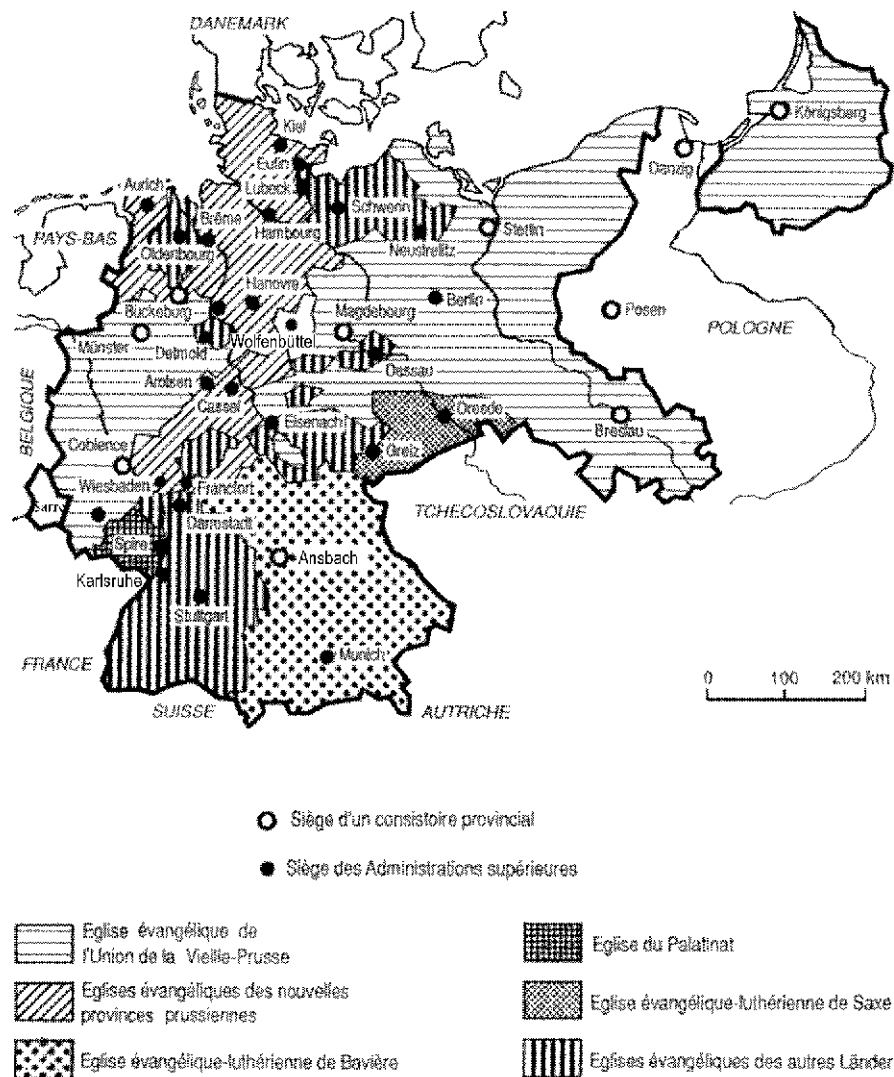 DANEMARK
Kiel
Eutin
Lubeck
Aurich
Brême
Schwerin
Hambourg
Oldenbourg
Neustrelitz
Stettin
Danzig
Königsberg
PAYS-BAS
Hanovre
Berlin
Buckeburg
Magdebourg
Posen
POLOGNE
Wolfenbüttel
Münster
Detmold
Dessau
Arolsen
Cassel
BELGIQUE
Eisenach
Dresde
Breslau
Coblence
Greiz
Wiesbaden
Francfort
TCHECOSLOVAQUIE
Sarre
Darmstadt
Spire
Ansbach
Karlsruhe
Stuttgart
FRANCE
Munich
SUISSE
AUTRICHE
0 100 200 km
Siège d'un consistoire provincial
Siège des Administrations supérieures
Eglise évangélique de
l'Union de la Vieille-Prusse
Eglises évangéliques des nouvelles
provinces prussiennes
Eglise évangélique-luthérienne de Bavière
Eglise du Palatinat
Eglise évangélique-luthérienne de Saxe
Eglises évangéliques des autres Länder